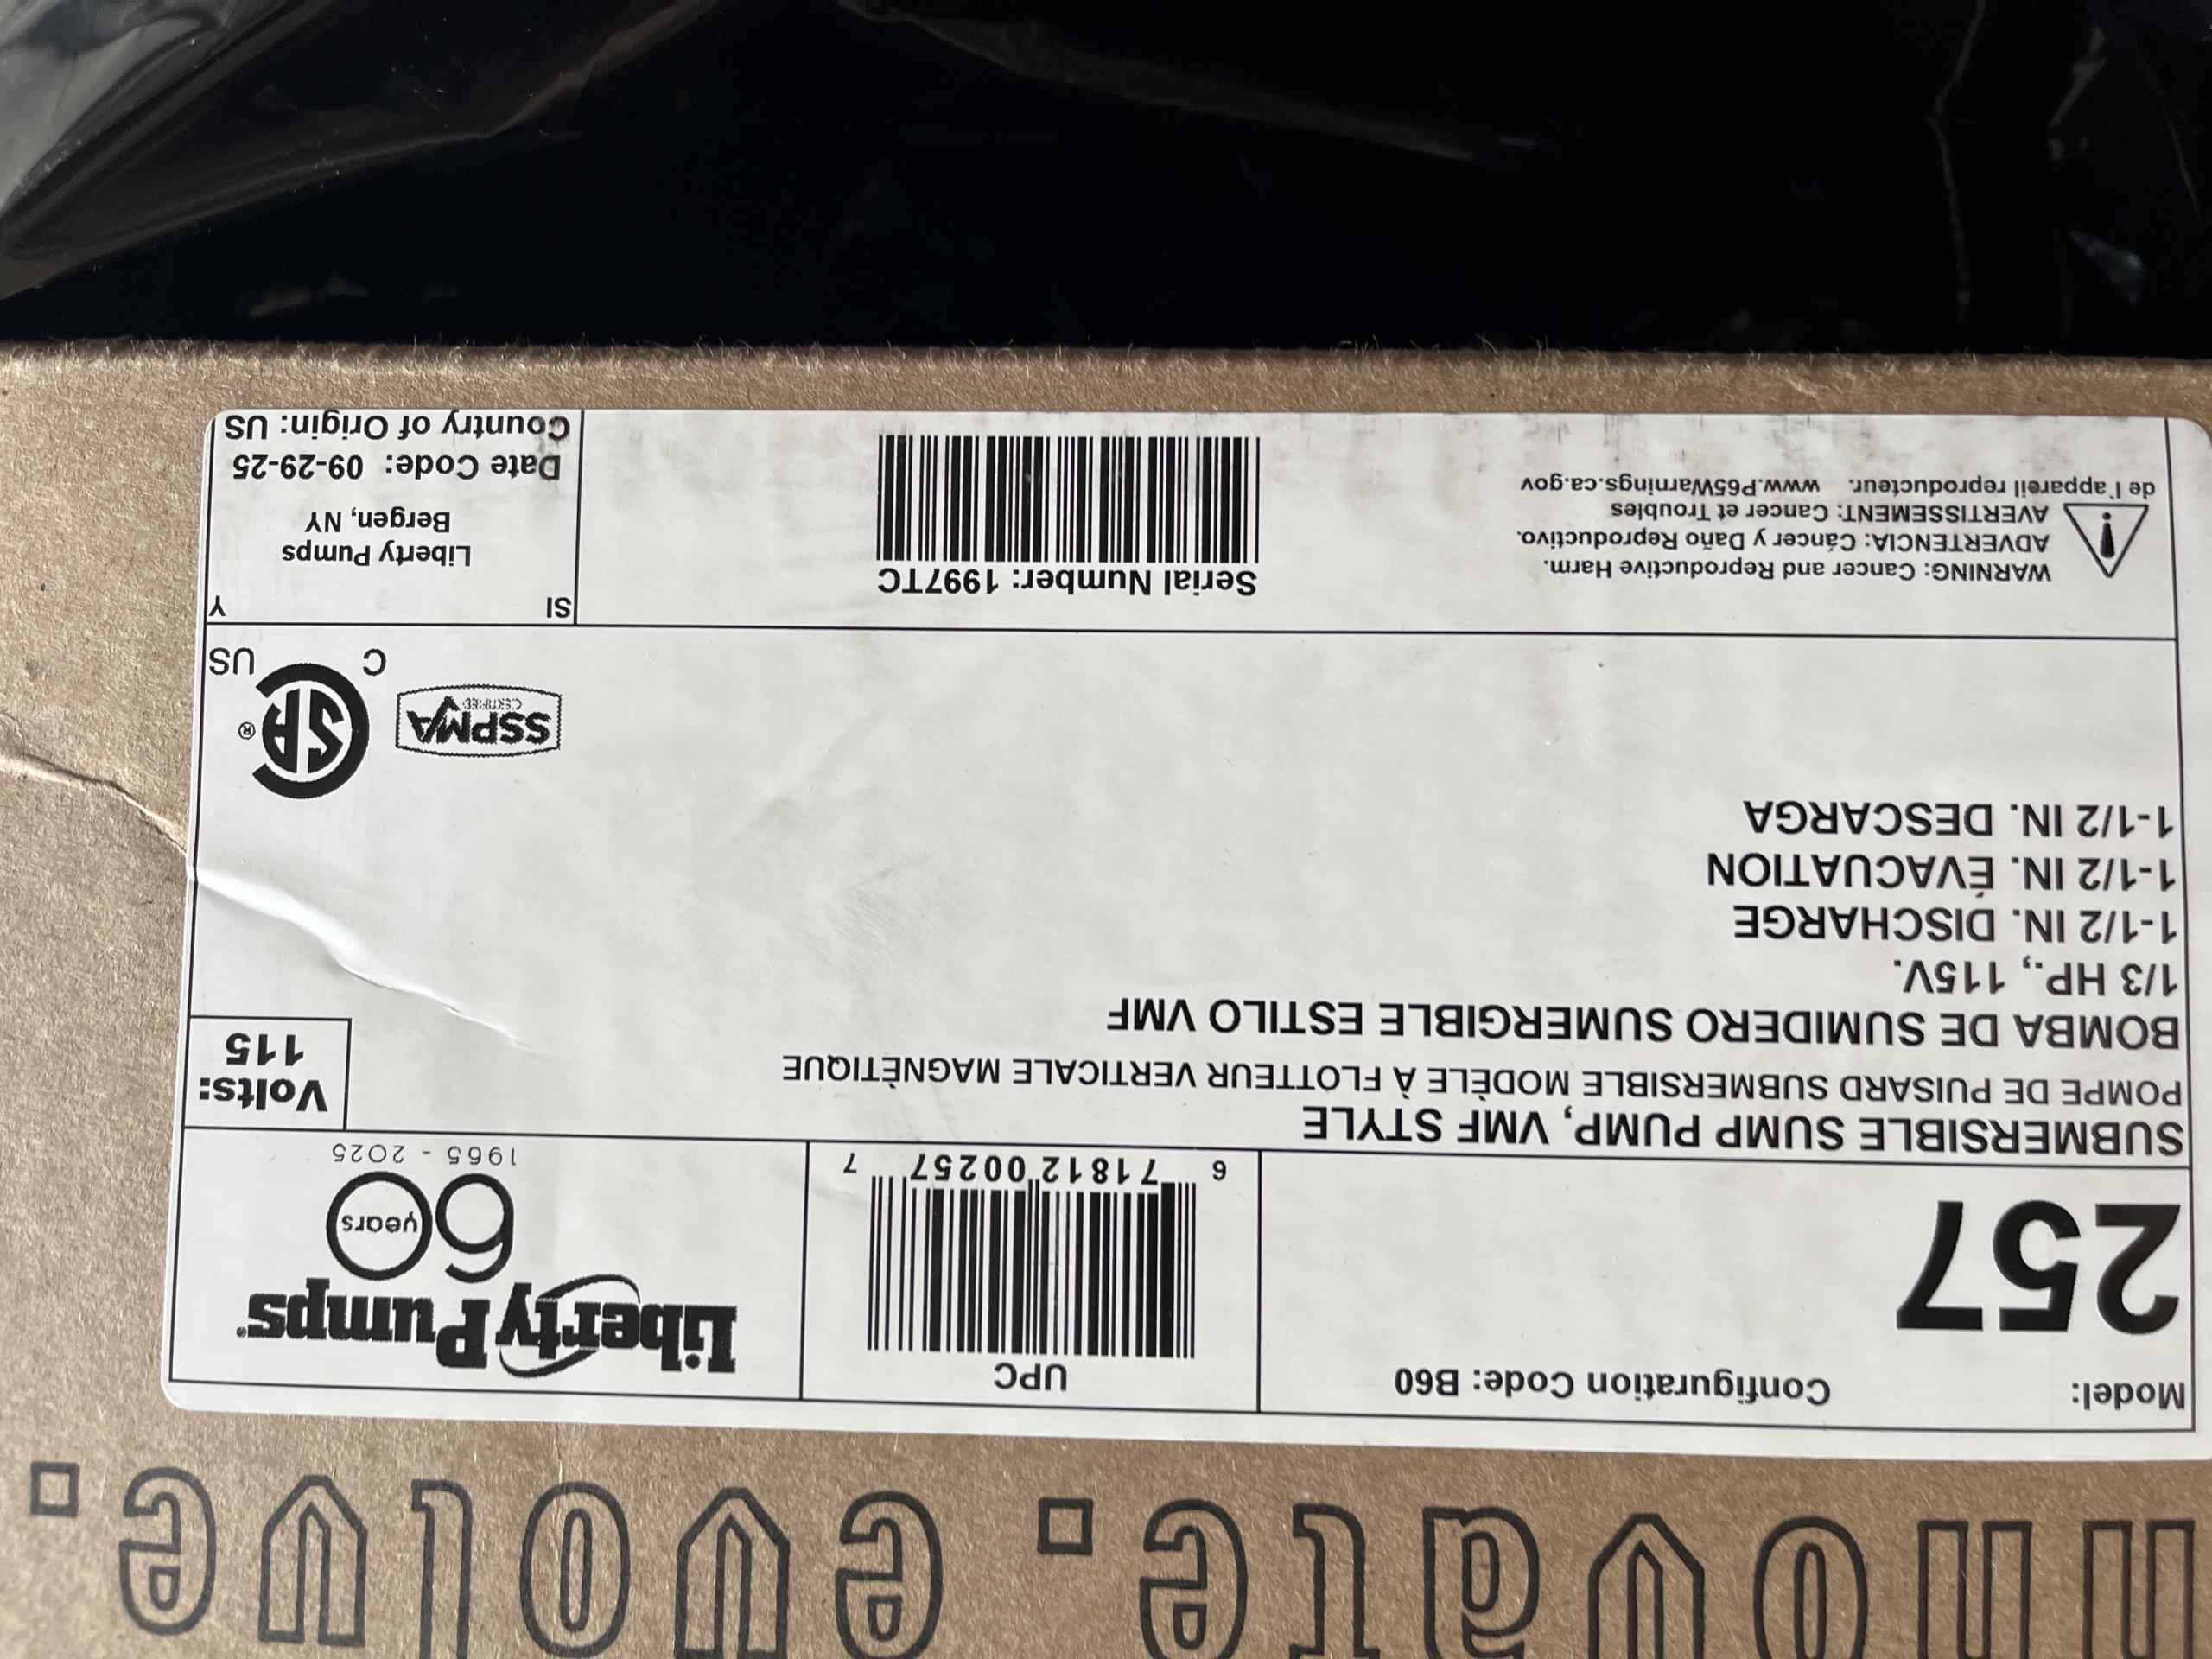 nnovate. evolve.
Model:
Configuration Code: B60
257
UPC
6 71812 00257 7
Liberty Pumps®
60 years
1965 - 2025
SUBMERSIBLE SUMP PUMP, VMF STYLE
POMPE DE PUISARD SUBMERSIBLE MODÈLE À FLOTTEUR VERTICALE MAGNÈTIQUE
BOMBA DE SUMIDERO SUMERGIBLE ESTILO VMF
1/3 HP., 115V.
1-1/2 IN. DISCHARGE
1-1/2 IN. ÉVACUATION
1-1/2 IN. DESCARGA
Volts:
115
SSPMA
CERTIFIED
C SA ® US
WARNING: Cancer and Reproductive Harm.
ADVERTENCIA: Cáncer y Daño Reproductivo.
AVERTISSEMENT: Cancer et Troubles
de l'appareil reproducteur. www.P65Warnings.ca.gov
Serial Number: 1997TC
SI Y
Liberty Pumps
Bergen, NY
Date Code: 09-29-25
Country of Origin: US